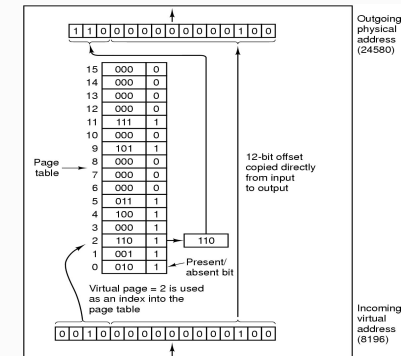 Outgoing
physical
address
(24580)
1 1 0 0 0 0 0 0 0 0 0 0 1 0 0
15 000 0
14 000 0
13 000 0
12 000 0
11 111 1
10 000 0
9 101 1
8 000 0
7 000 0
6 000 0
5 011 1
4 100 1
3 000 1
2 110 1
1 001 1
0 010 1
Page
table
110
12-bit offset
copied directly
from input
to output
Present/
absent bit
Virtual page = 2 is used
as an index into the
page table
0 0 1 0 0 0 0 0 0 0 0 0 0 1 0 0
Incoming
virtual
address
(8196)